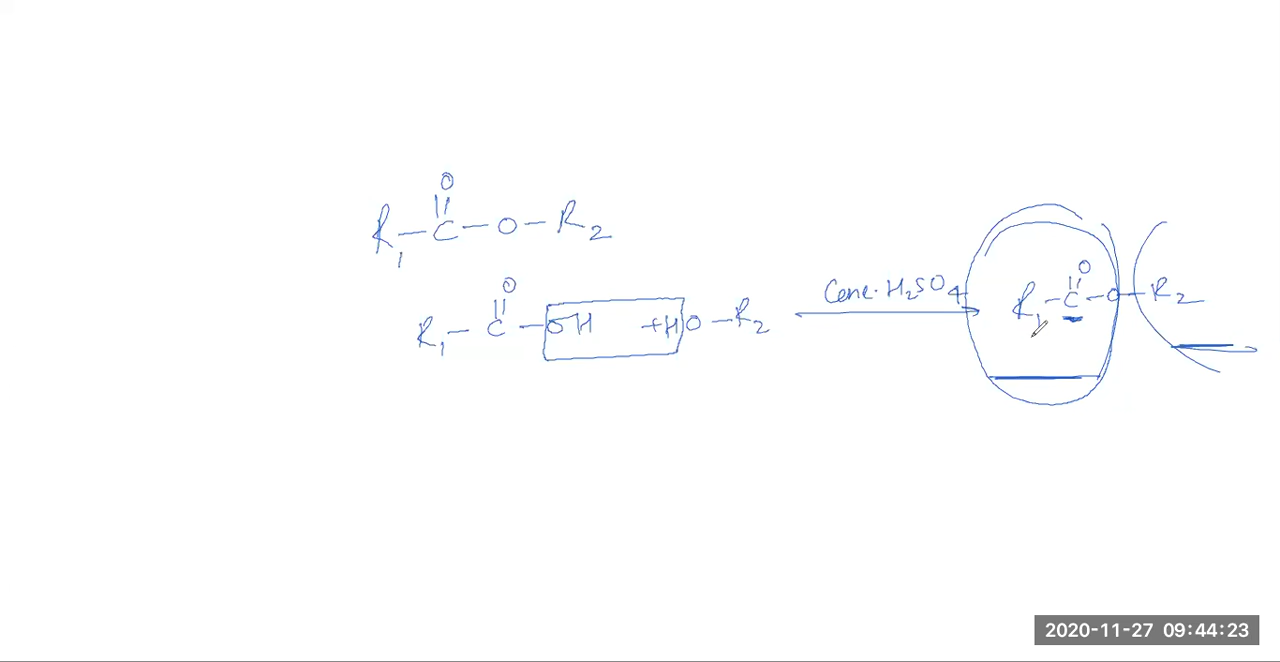 O
||
R₁—C—O—R₂
O
||
R₁—C—OH +HO—R₂
Conc. H₂SO₄
O
||
R₁—C—O—R₂
2020-11-27 09:44:23